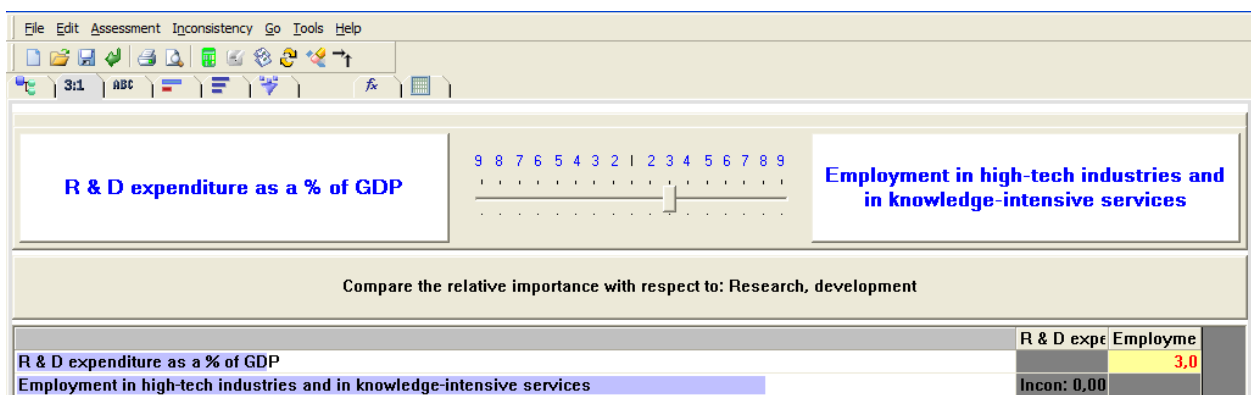 File Edit Assessment Inconsistency Go Tools Help
3:1 ABC fx
9 8 7 6 5 4 3 2 1 2 3 4 5 6 7 8 9
R & D expenditure as a % of GDP
Employment in high-tech industries and
in knowledge-intensive services
Compare the relative importance with respect to: Research, development
R & D expe Employme
R & D expenditure as a % of GDP 3,0
Employment in high-tech industries and in knowledge-intensive services Incon: 0,00